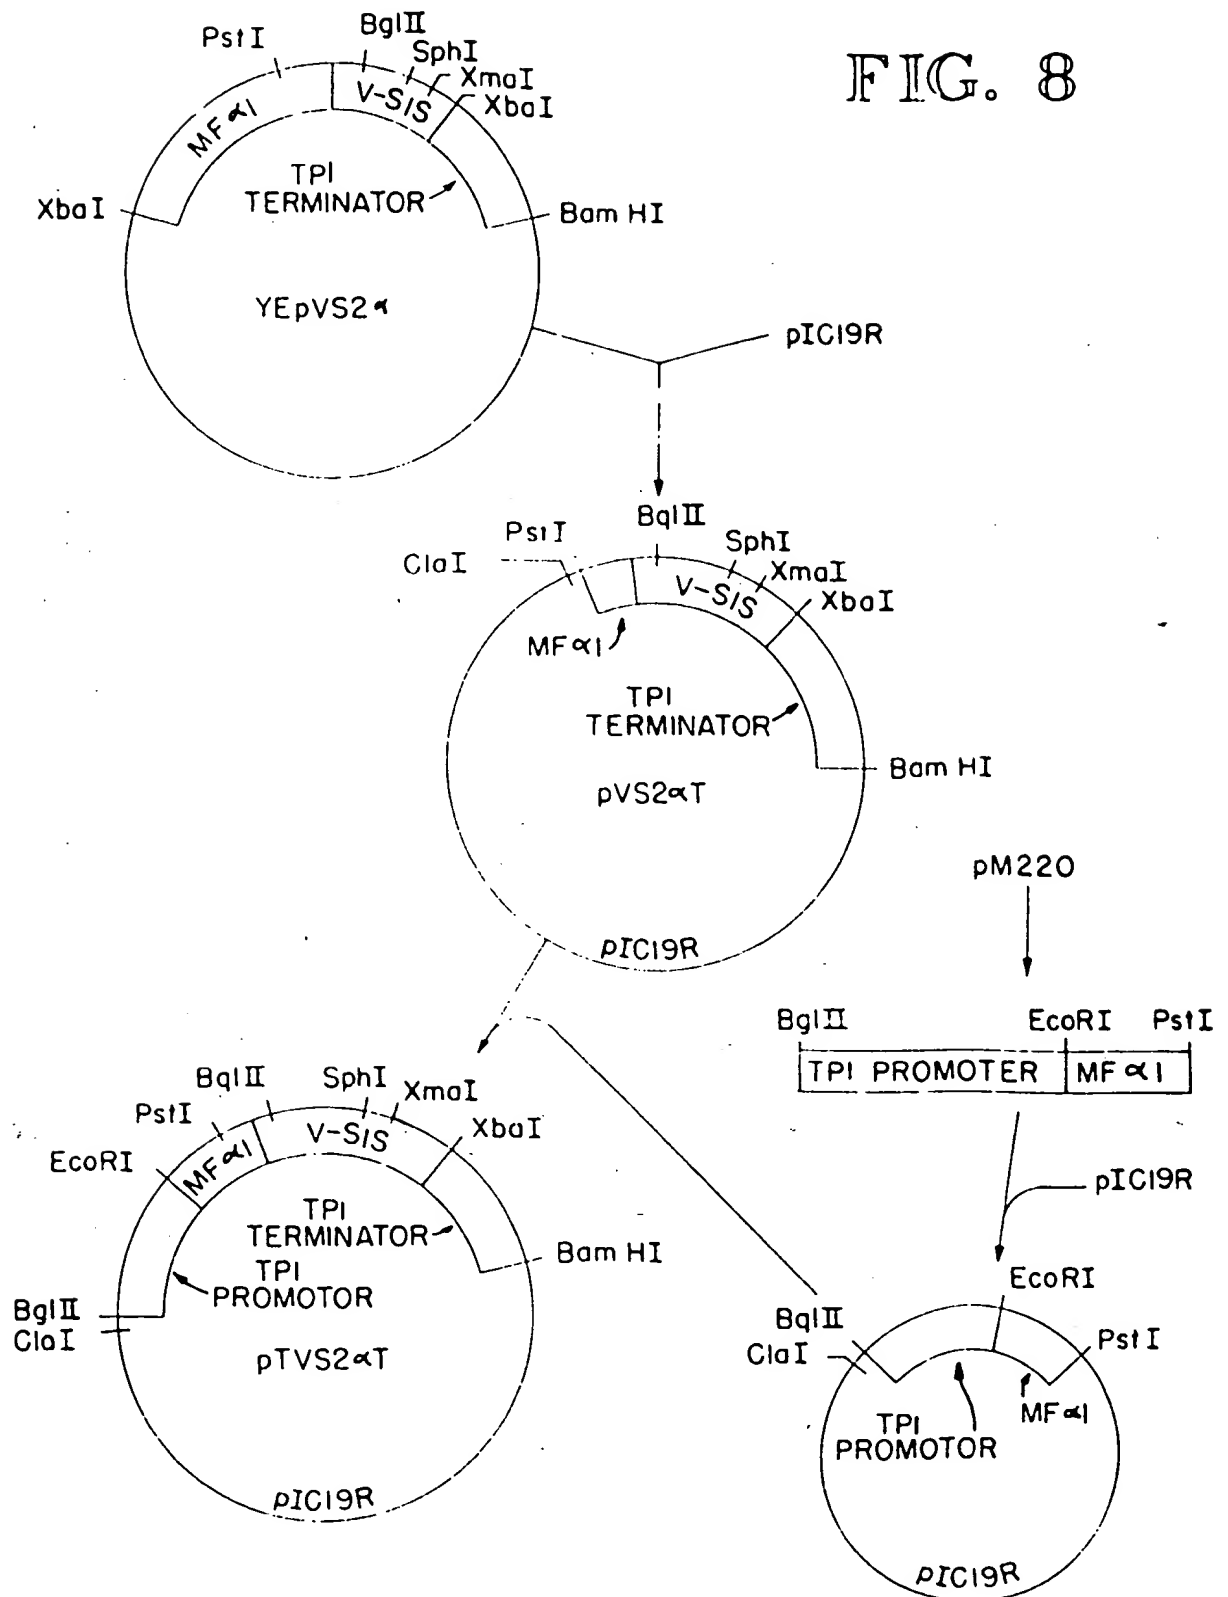 FIG. 8
PstI
BglII
SphI
XmaI
XbaI
V-SIS
MFα1
TPI
TERMINATOR
XbaI
Bam HI
YEpVS2α
pIC19R
BglII
PstI
SphI
ClaI
XmaI
V-SIS
XbaI
MFα1
TPI
TERMINATOR
Bam HI
pVS2αT
pIC19R
pM220
BglII
EcoRI
PstI
TPI PROMOTER
MFα1
pIC19R
BglII
SphI
XmaI
PstI
V-SIS
XbaI
EcoRI
MFα1
TPI
TERMINATOR
Bam HI
TPI
PROMOTOR
BglII
ClaI
pTVS2αT
pIC19R
EcoRI
BglII
PstI
ClaI
MFα1
TPI
PROMOTOR
pIC19R